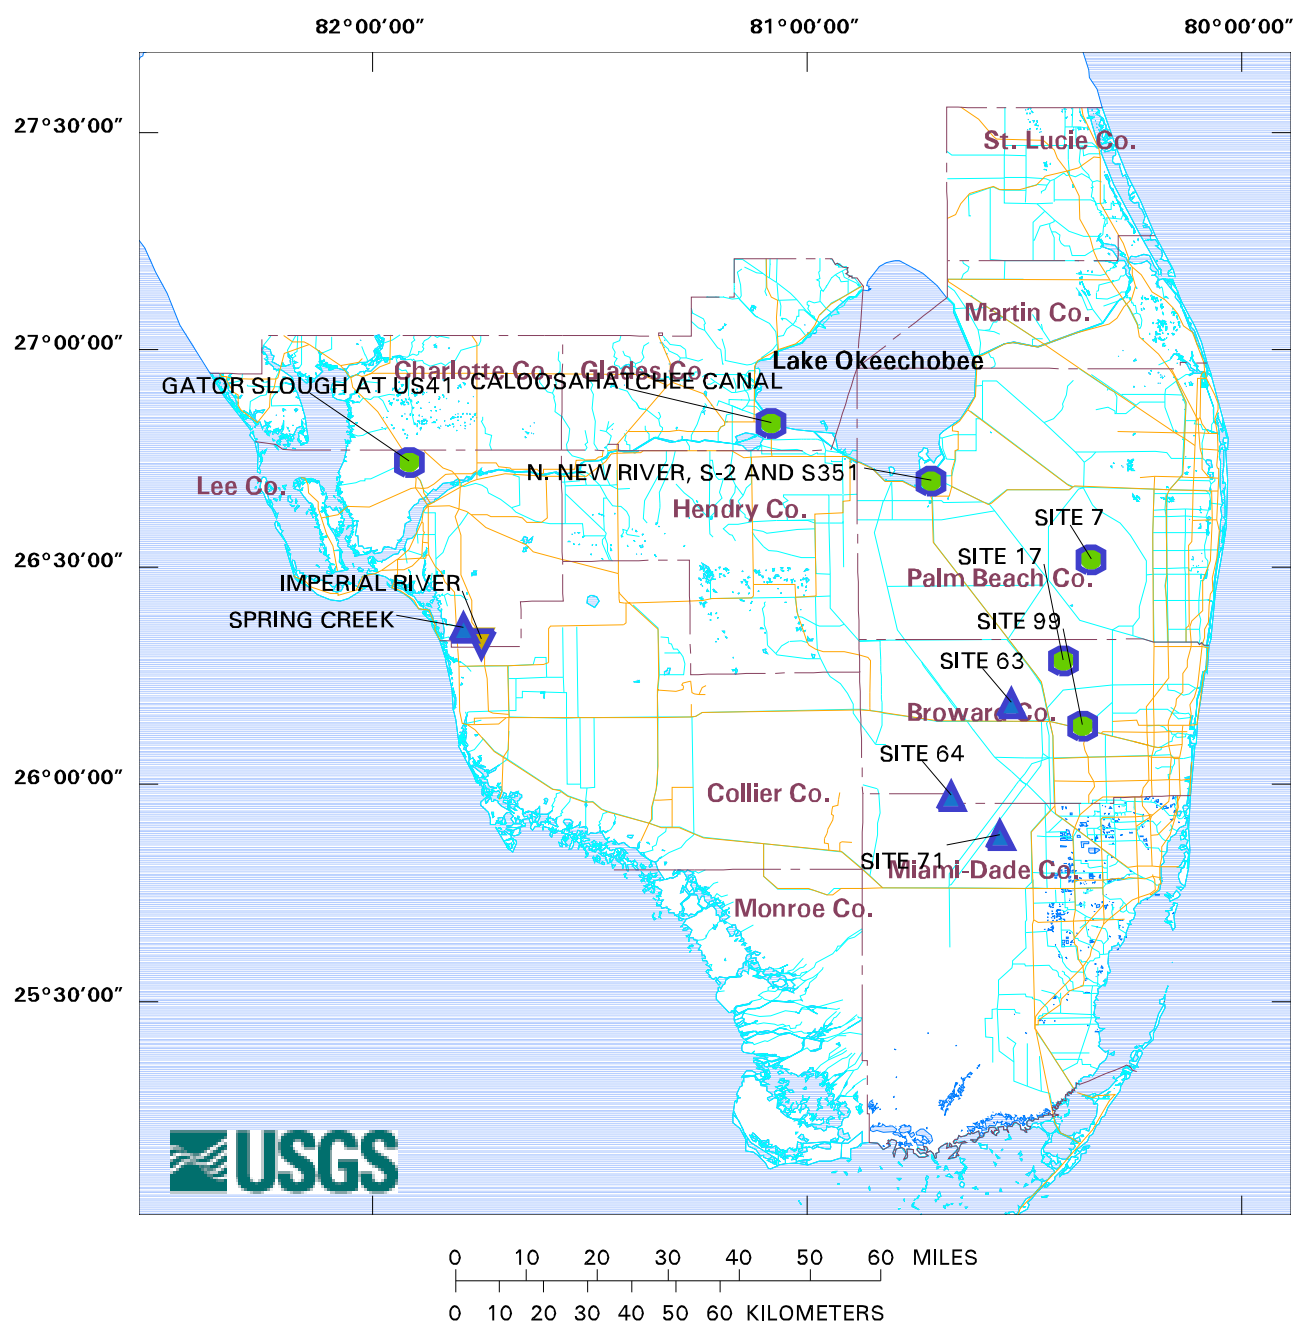 82°00'00" 81°00'00" 80°00'00"
27°30'00"
St. Lucie Co.
Martin Co.
27°00'00"
Lake Okeechobee
Charlotte Co. Glades Co.
GATOR SLOUGH AT US41 CALOOSAHATCHEE CANAL
N. NEW RIVER, S-2 AND S351
Lee Co.
Hendry Co.
SITE 7
SITE 17
26°30'00"
Palm Beach Co.
IMPERIAL RIVER
SPRING CREEK
SITE 99
SITE 63
Broward Co.
SITE 64
26°00'00"
Collier Co.
SITE 71
Miami-Dade Co.
Monroe Co.
25°30'00"
USGS
0 10 20 30 40 50 60 MILES
0 10 20 30 40 50 60 KILOMETERS